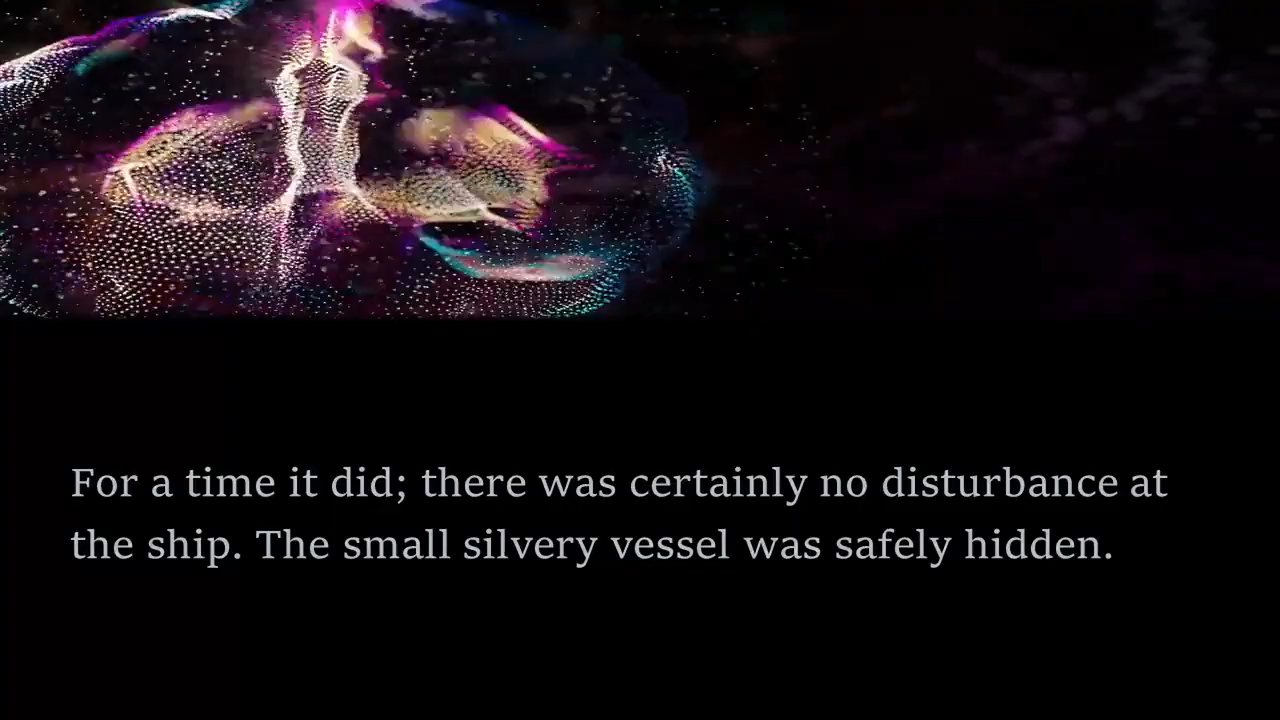 For a time it did; there was certainly no disturbance at
the ship. The small silvery vessel was safely hidden.